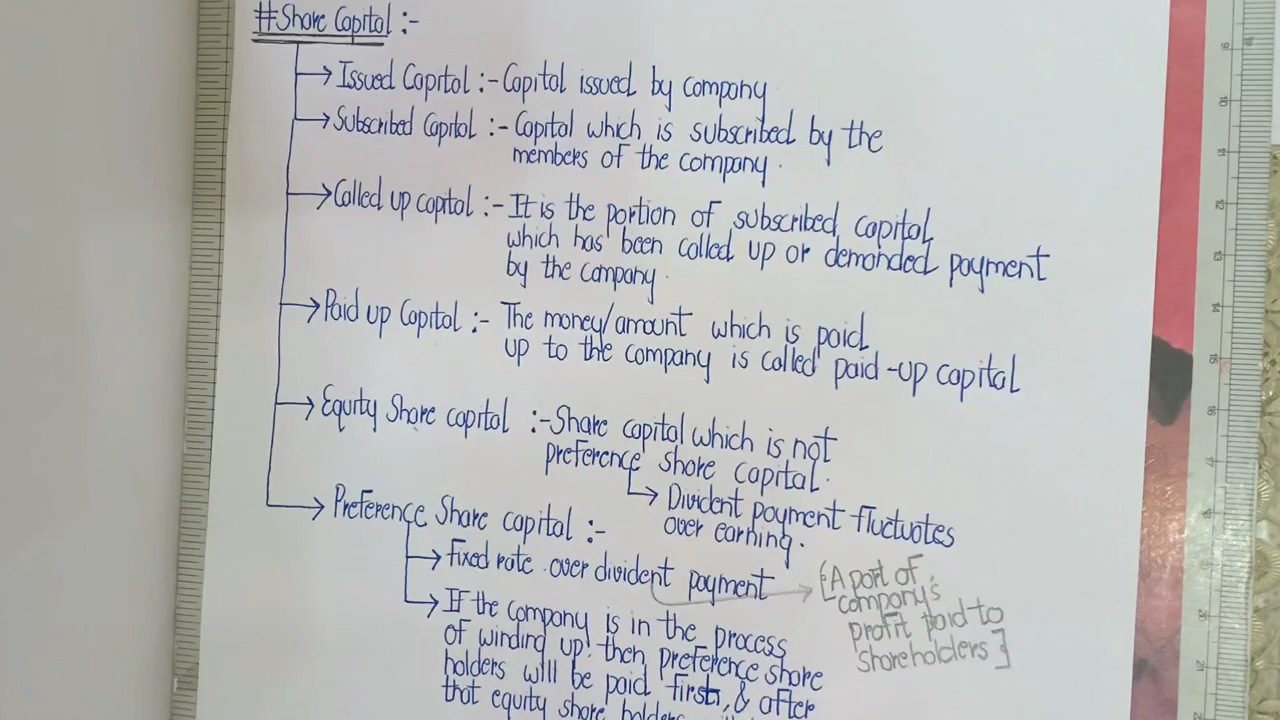 #Share Capital :-
→ Issued Capital :- Capital issued by company
→ Subscribed Capital :- Capital which is subscribed by the
members of the company.
→ Called up capital :- It is the portion of subscribed capital
which has been called up or demanded payment
by the company.
→ Paid up Capital :- The money/amount which is paid
up to the company is called paid-up capital
→ Equity Share capital :- Share capital which is not
preference share capital.
→ Divident payment fluctuates
over earning.
→ Preference Share capital :-
→ fixed rate over divident payment → [A part of
company's
profit paid to
shareholders]
→ If the company is in the process
of winding up! then preference share
holders will be paid first, & after
that equity share holders